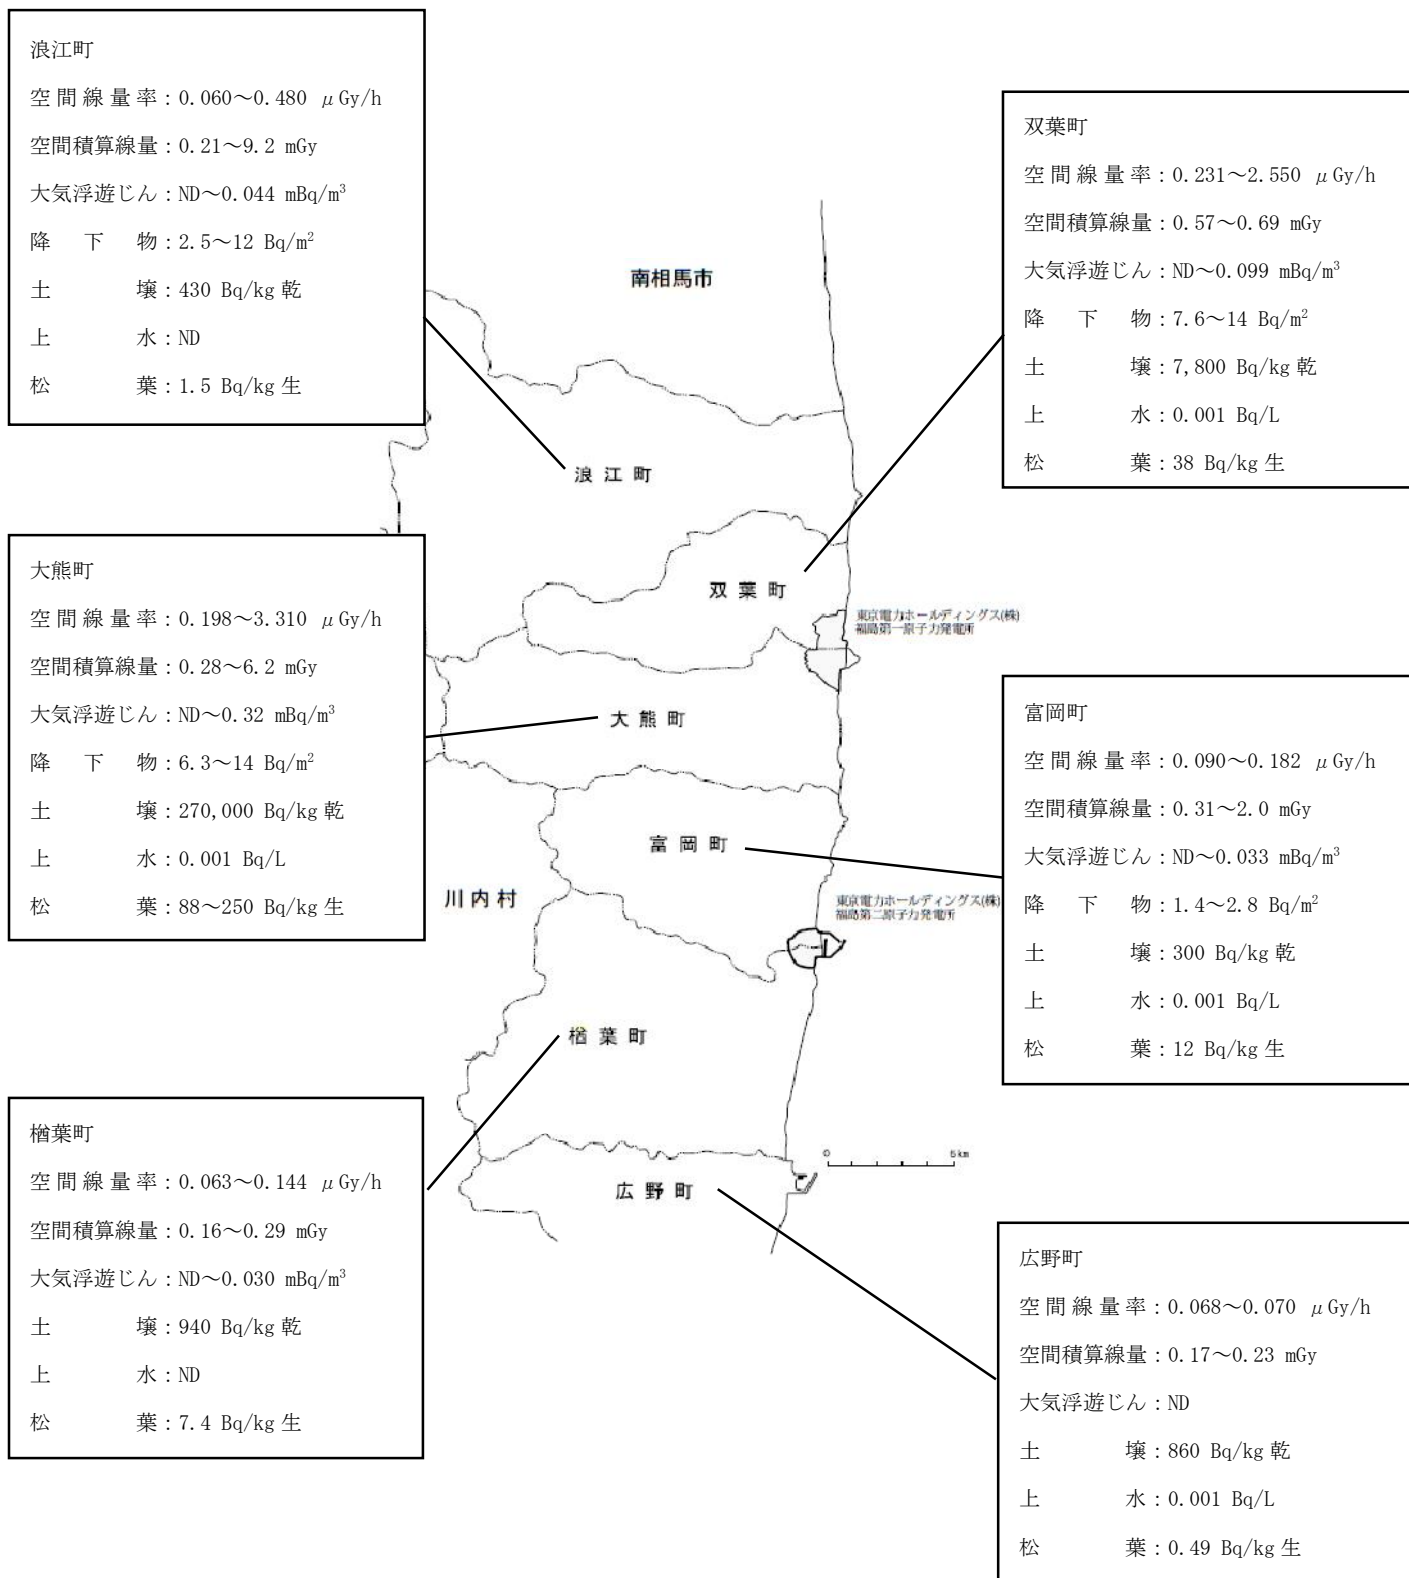 浪江町
空間線量率：0.060～0.480 μGy/h
空間積算線量：0.21～9.2 mGy
大気浮遊じん：ND～0.044 mBq/m³
降下物：2.5～12 Bq/m²
土壌：430 Bq/kg 乾
上水：ND
松葉：1.5 Bq/kg 生
双葉町
空間線量率：0.231～2.550 μGy/h
空間積算線量：0.57～0.69 mGy
大気浮遊じん：ND～0.099 mBq/m³
降下物：7.6～14 Bq/m²
土壌：7,800 Bq/kg 乾
上水：0.001 Bq/L
松葉：38 Bq/kg 生
南相馬市
浪江町
双葉町
東京電力ホールディングス(株)
福島第一原子力発電所
大熊町
空間線量率：0.198～3.310 μGy/h
空間積算線量：0.28～6.2 mGy
大気浮遊じん：ND～0.32 mBq/m³
降下物：6.3～14 Bq/m²
土壌：270,000 Bq/kg 乾
上水：0.001 Bq/L
松葉：88～250 Bq/kg 生
大熊町
富岡町
空間線量率：0.090～0.182 μGy/h
空間積算線量：0.31～2.0 mGy
大気浮遊じん：ND～0.033 mBq/m³
降下物：1.4～2.8 Bq/m²
土壌：300 Bq/kg 乾
上水：0.001 Bq/L
松葉：12 Bq/kg 生
富岡町
川内村
東京電力ホールディングス(株)
福島第二原子力発電所
楢葉町
楢葉町
空間線量率：0.063～0.144 μGy/h
空間積算線量：0.16～0.29 mGy
大気浮遊じん：ND～0.030 mBq/m³
土壌：940 Bq/kg 乾
上水：ND
松葉：7.4 Bq/kg 生
0 5km
広野町
広野町
空間線量率：0.068～0.070 μGy/h
空間積算線量：0.17～0.23 mGy
大気浮遊じん：ND
土壌：860 Bq/kg 乾
上水：0.001 Bq/L
松葉：0.49 Bq/kg 生